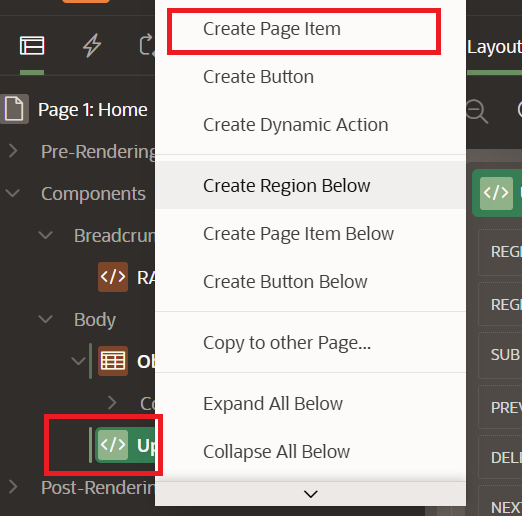 Create Page Item
Layout
Create Button
Page 1: Home
Create Dynamic Action
Pre-Rendering
Create Region Below
Components
Create Page Item Below
Breadcrum
REGI
RA
Create Button Below
REGI
Body
Copy to other Page...
SUB
Ob
Co
Expand All Below
PREV
Up
Collapse All Below
DELE
Post-Renderin
NEXT